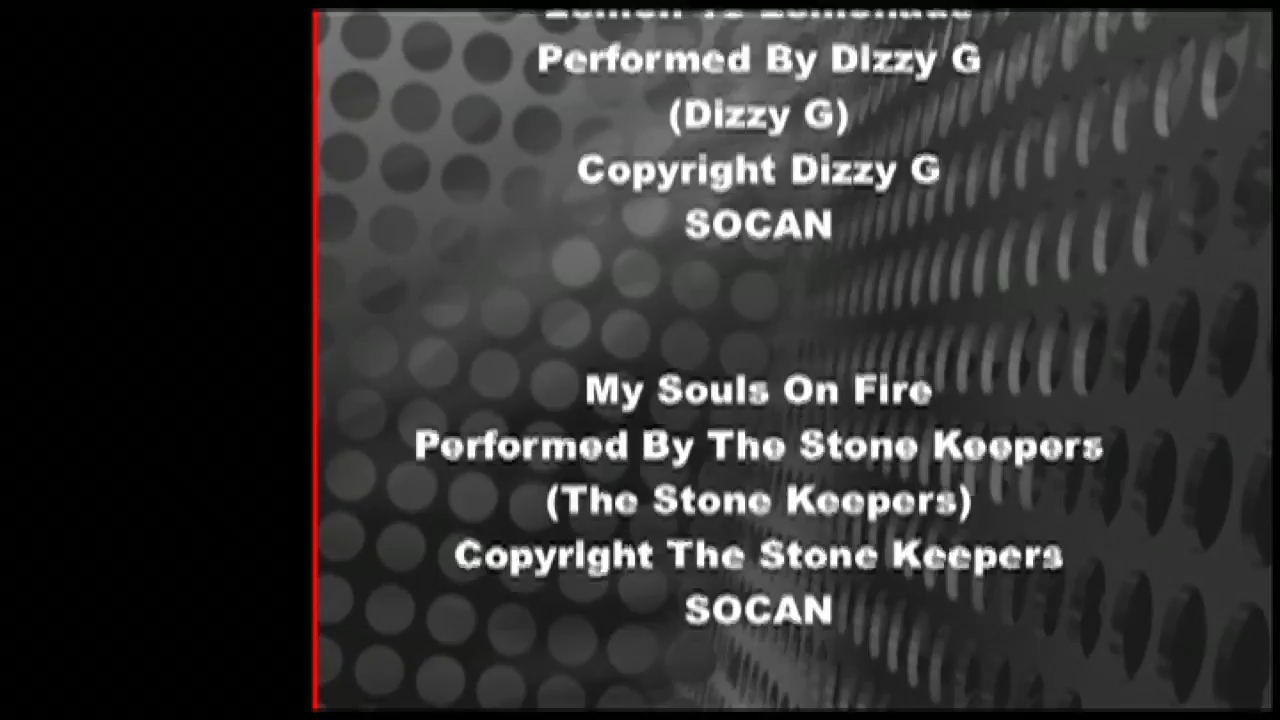 Performed By Dizzy G
(Dizzy G)
Copyright Dizzy G
SOCAN
My Souls On Fire
Performed By The Stone Keepers
(The Stone Keepers)
Copyright The Stone Keepers
SOCAN